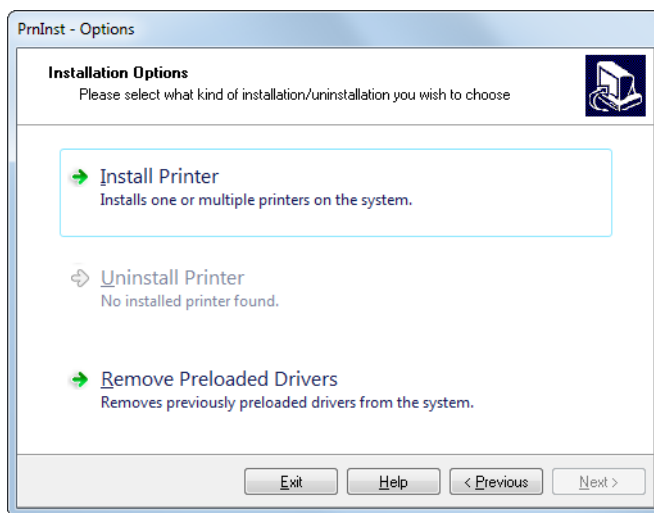 PrnInst - Options
Installation Options
Please select what kind of installation/uninstallation you wish to choose
Install Printer
Installs one or multiple printers on the system.
Uninstall Printer
No installed printer found.
Remove Preloaded Drivers
Removes previously preloaded drivers from the system.
Exit Help < Previous Next >